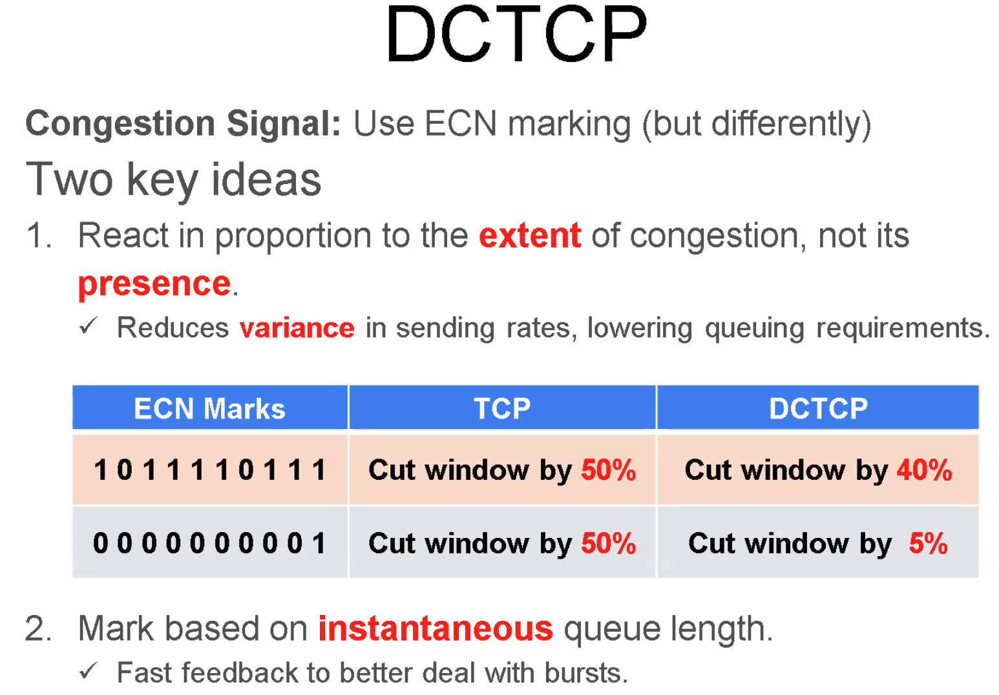 DCTCP
Congestion Signal: Use ECN marking (but differently)
Two key ideas
1. React in proportion to the extent of congestion, not its
presence.
✓ Reduces variance in sending rates, lowering queuing requirements.
ECN Marks TCP DCTCP
1 0 1 1 1 1 0 1 1 1 Cut window by 50% Cut window by 40%
0 0 0 0 0 0 0 0 0 1 Cut window by 50% Cut window by 5%
2. Mark based on instantaneous queue length.
✓ Fast feedback to better deal with bursts.